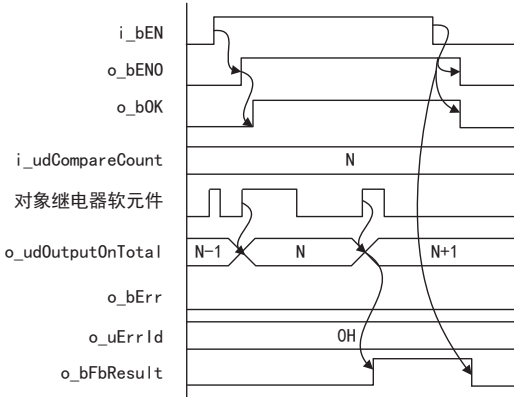 i_bEN
o_bENO
o_bOK
i_udCompareCount N
对象继电器软元件
o_udOutputOnTotal N-1 N N+1
o_bErr
o_uErrId 0H
o_bFbResult